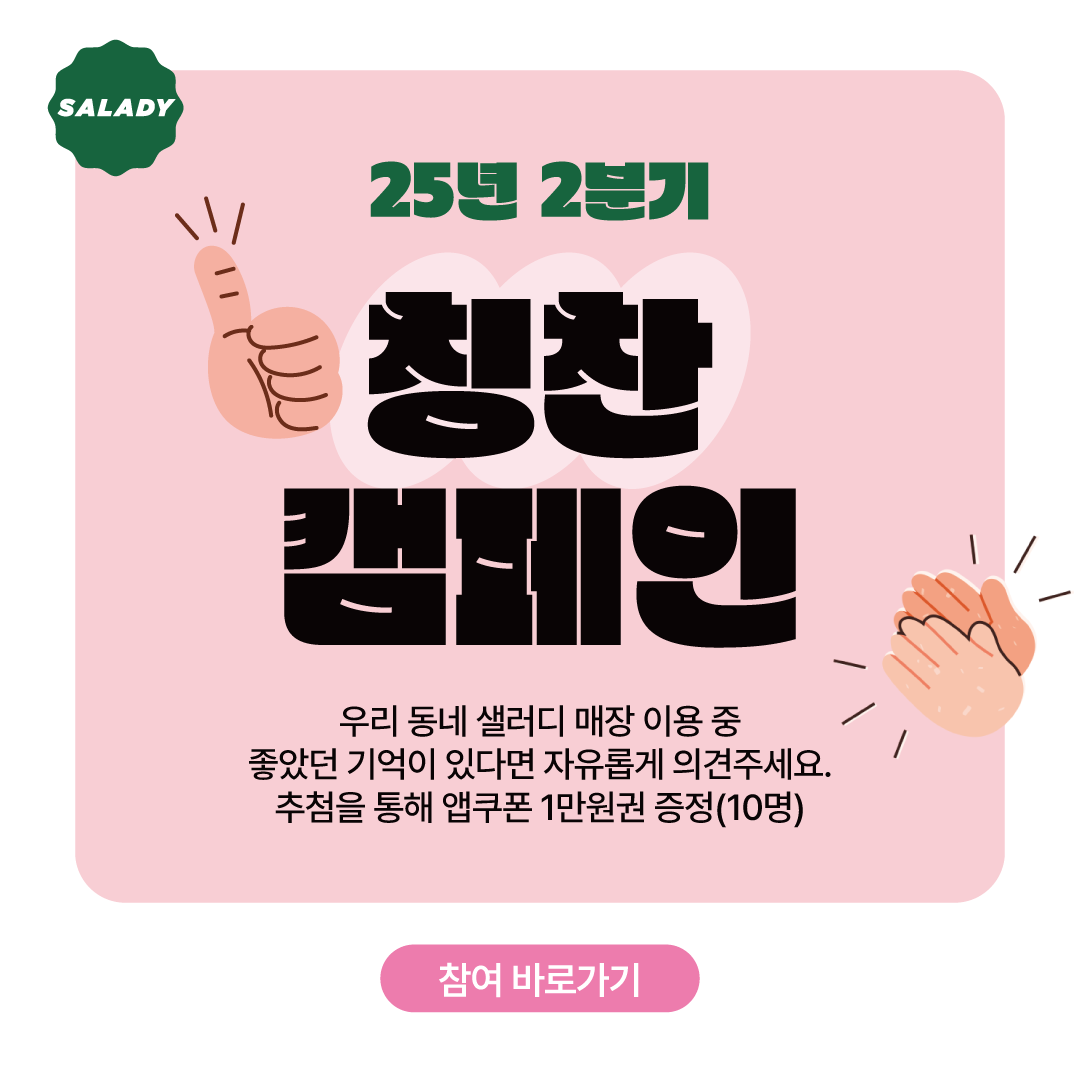 SALADY
25년 2분기
칭찬
캠페인
우리 동네 샐러디 매장 이용 중
좋았던 기억이 있다면 자유롭게 의견주세요.
추첨을 통해 앱쿠폰 1만원권 증정(10명)
참여 바로가기